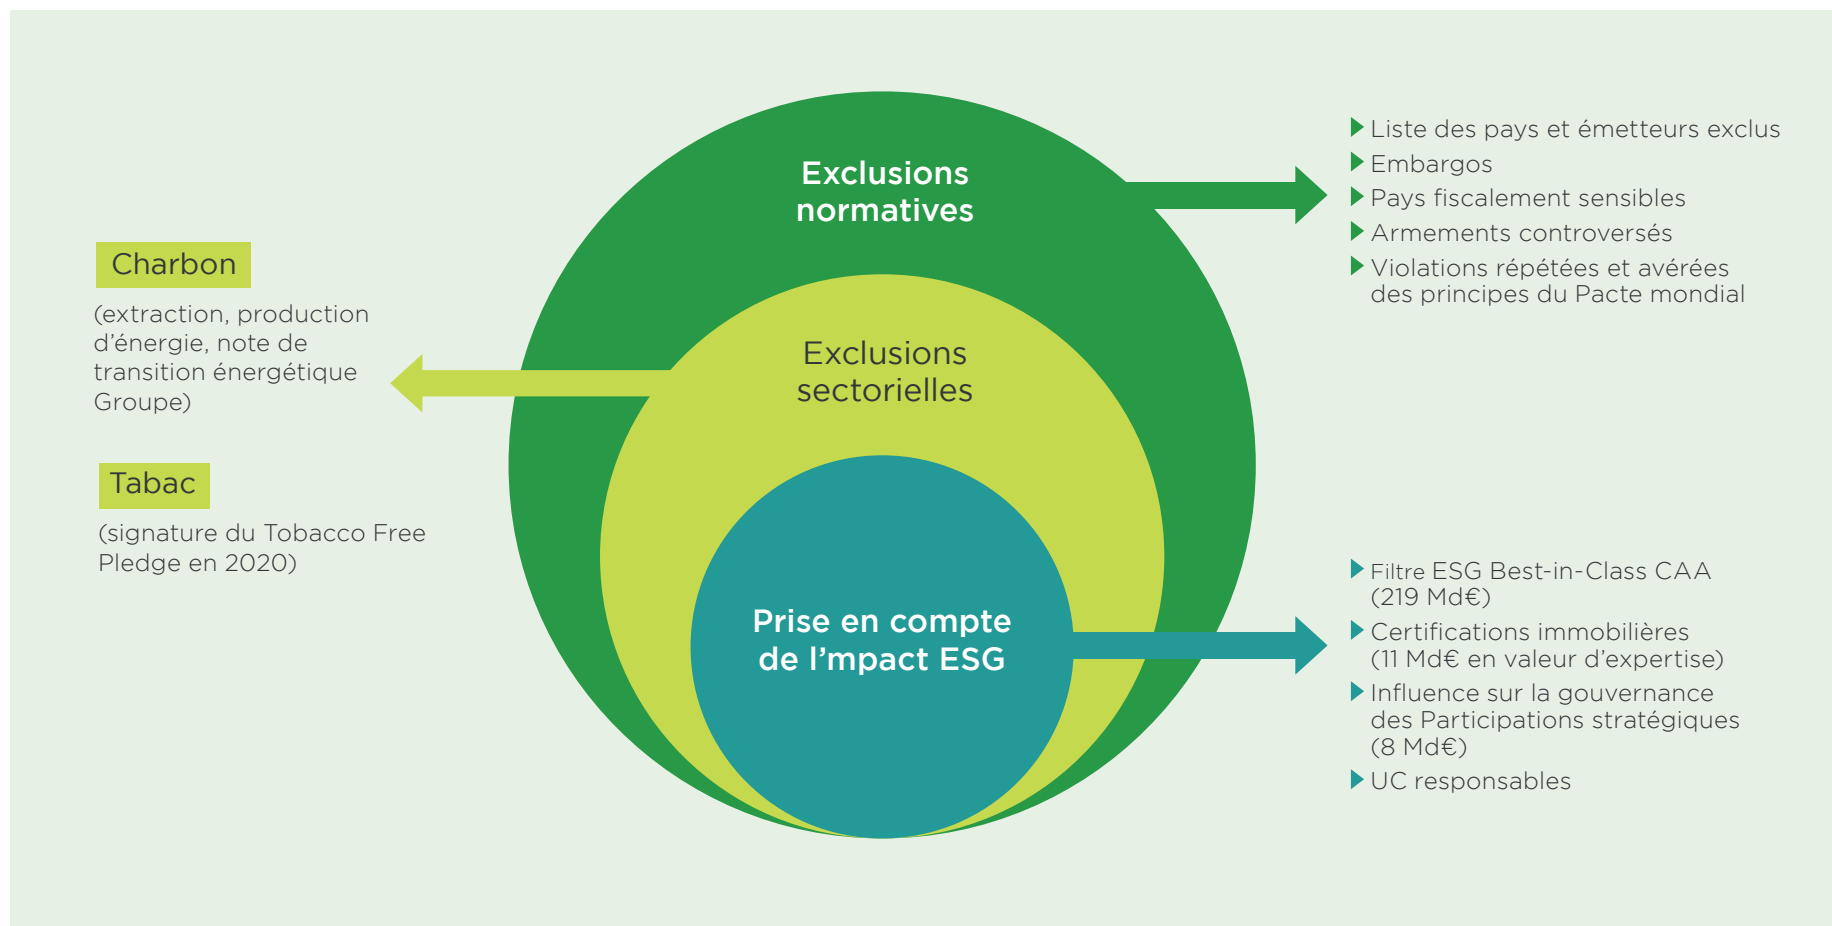 Exclusions
normatives
Liste des pays et émetteurs exclus
Embargos
Pays fiscalement sensibles
Armements controversés
Violations répétées et avérées
des principes du Pacte mondial
Exclusions
sectorielles
Charbon
(extraction, production
d’énergie, note de
transition énergétique
Groupe)
Tabac
(signature du Tobacco Free
Pledge en 2020)
Prise en compte
de l’mpact ESG
Filtre ESG Best-in-Class CAA
(219 Md€)
Certifications immobilières
(11 Md€ en valeur d’expertise)
Influence sur la gouvernance
des Participations stratégiques
(8 Md€)
UC responsables